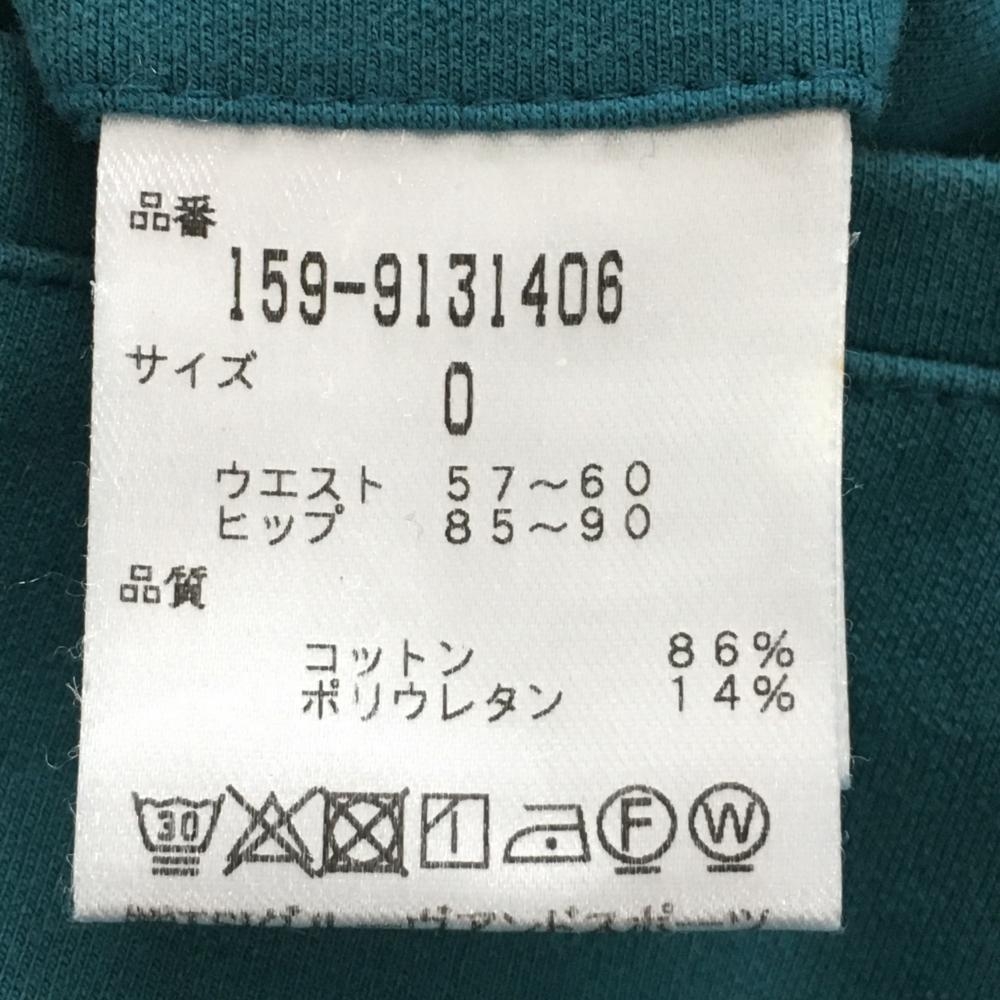 品番
159-9131406
サイズ
0
ウエスト 57～60
ヒップ 85～90
品質
コットン 86%
ポリウレタン 14%
30 F W